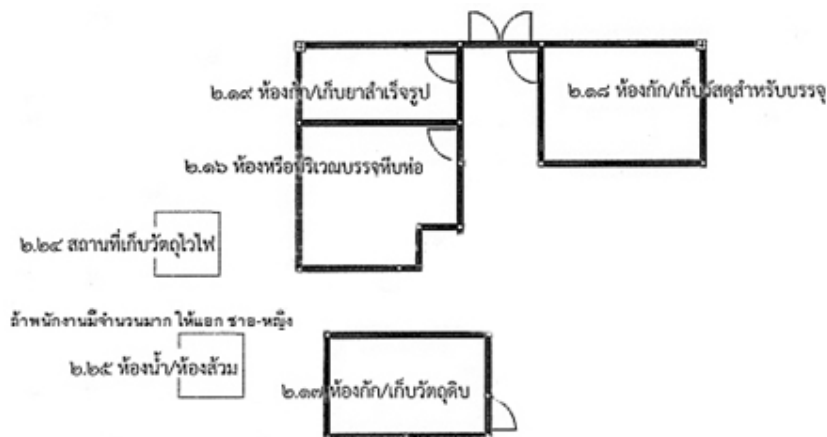 ๒.๑๙ ห้องกัก/เก็บยาสำเร็จรูป
๒.๑๘ ห้องกัก/เก็บวัสดุสำหรับบรรจุ
๒.๑๖ ห้องหรือบริเวณบรรจุหีบห่อ
๒.๒๔ สถานที่เก็บวัตถุไวไฟ
ถ้าพนักงานมีจำนวนมาก ให้แยก ชาย-หญิง
๒.๒๕ ห้องน้ำ/ห้องส้วม
๒.๑๗ ห้องกัก/เก็บวัตถุดิบ